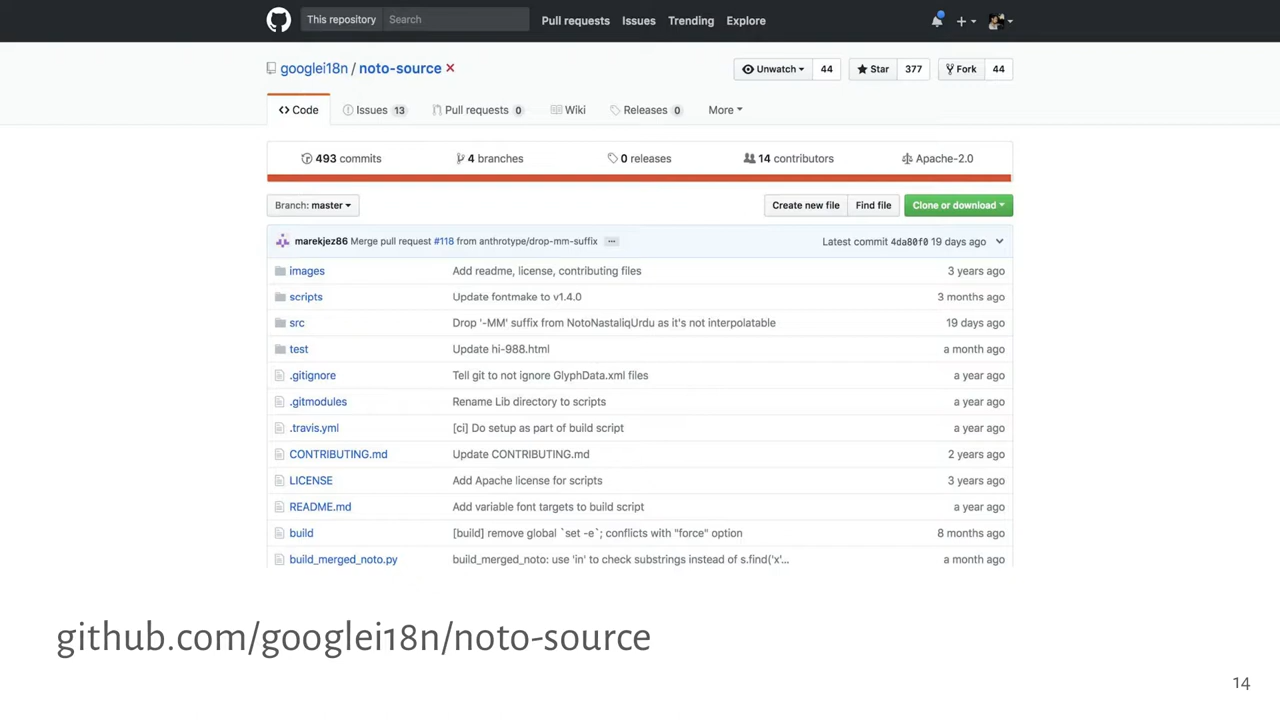 This repository Search Pull requests Issues Trending Explore
googlei18n / noto-source Unwatch 44 Star 377 Fork 44
Code Issues 13 Pull requests 0 Wiki Releases 0 More
493 commits 4 branches 0 releases 14 contributors Apache-2.0
Branch: master Create new file Find file Clone or download
marekjez86 Merge pull request #118 from anthrotype/drop-mm-suffix ... Latest commit 4da80f0 19 days ago
images Add readme, license, contributing files 3 years ago
scripts Update fontmake to v1.4.0 3 months ago
src Drop '-MM' suffix from NotoNastaliqUrdu as it's not interpolatable 19 days ago
test Update hi-988.html a month ago
.gitignore Tell git to not ignore GlyphData.xml files a year ago
.gitmodules Rename Lib directory to scripts a year ago
.travis.yml [ci] Do setup as part of build script a year ago
CONTRIBUTING.md Update CONTRIBUTING.md 2 years ago
LICENSE Add Apache license for scripts 3 years ago
README.md Add variable font targets to build script a year ago
build [build] remove global `set -e`; conflicts with "force" option 8 months ago
build_merged_noto.py build_merged_noto: use 'in' to check substrings instead of s.find('x'... a month ago
github.com/googlei18n/noto-source
14